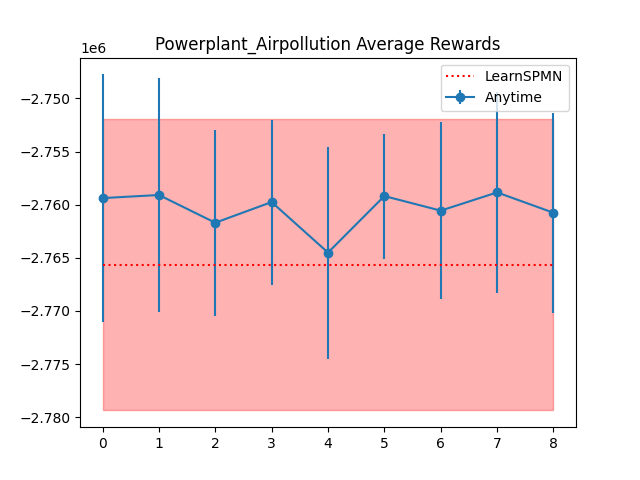 Powerplant_Airpollution Average Rewards
1e6
LearnSPMN
Anytime
−2.750
−2.755
−2.760
−2.765
−2.770
−2.775
−2.780
0 1 2 3 4 5 6 7 8